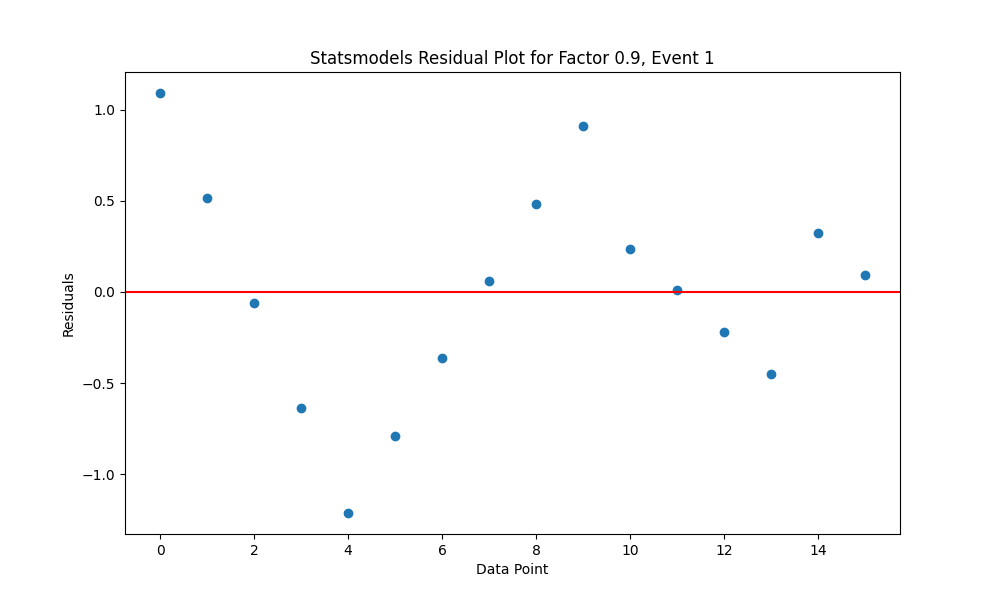 Statsmodels Residual Plot for Factor 0.9, Event 1
1.0
0.5
0.0
−0.5
−1.0
Residuals
0 2 4 6 8 10 12 14
Data Point